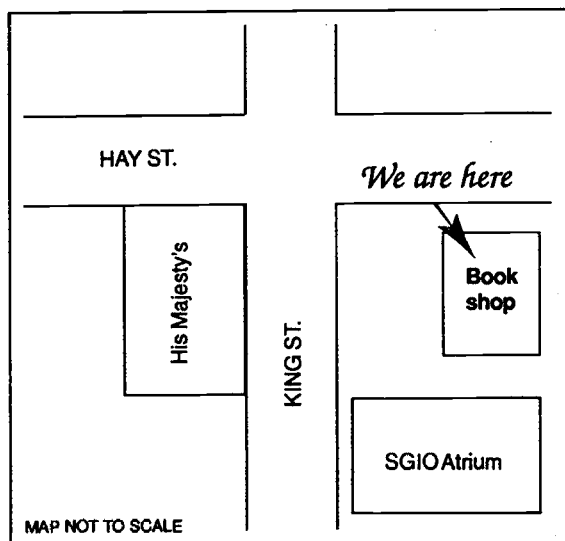 HAY ST.
We are here
His Majesty's
Book
shop
KING ST.
SGIO Atrium
MAP NOT TO SCALE